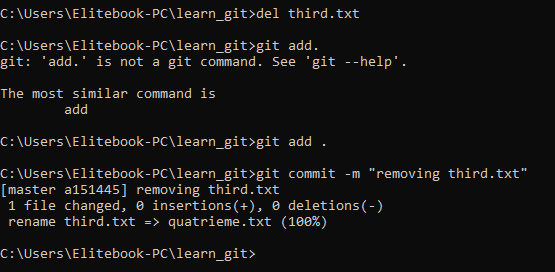 C:\Users\Elitebook-PC\learn_git>del third.txt
C:\Users\Elitebook-PC\learn_git>git add.
git: 'add.' is not a git command. See 'git --help'.
The most similar command is
        add
C:\Users\Elitebook-PC\learn_git>git add .
C:\Users\Elitebook-PC\learn_git>git commit -m "removing third.txt"
[master a151445] removing third.txt
 1 file changed, 0 insertions(+), 0 deletions(-)
 rename third.txt => quatrieme.txt (100%)
C:\Users\Elitebook-PC\learn_git>